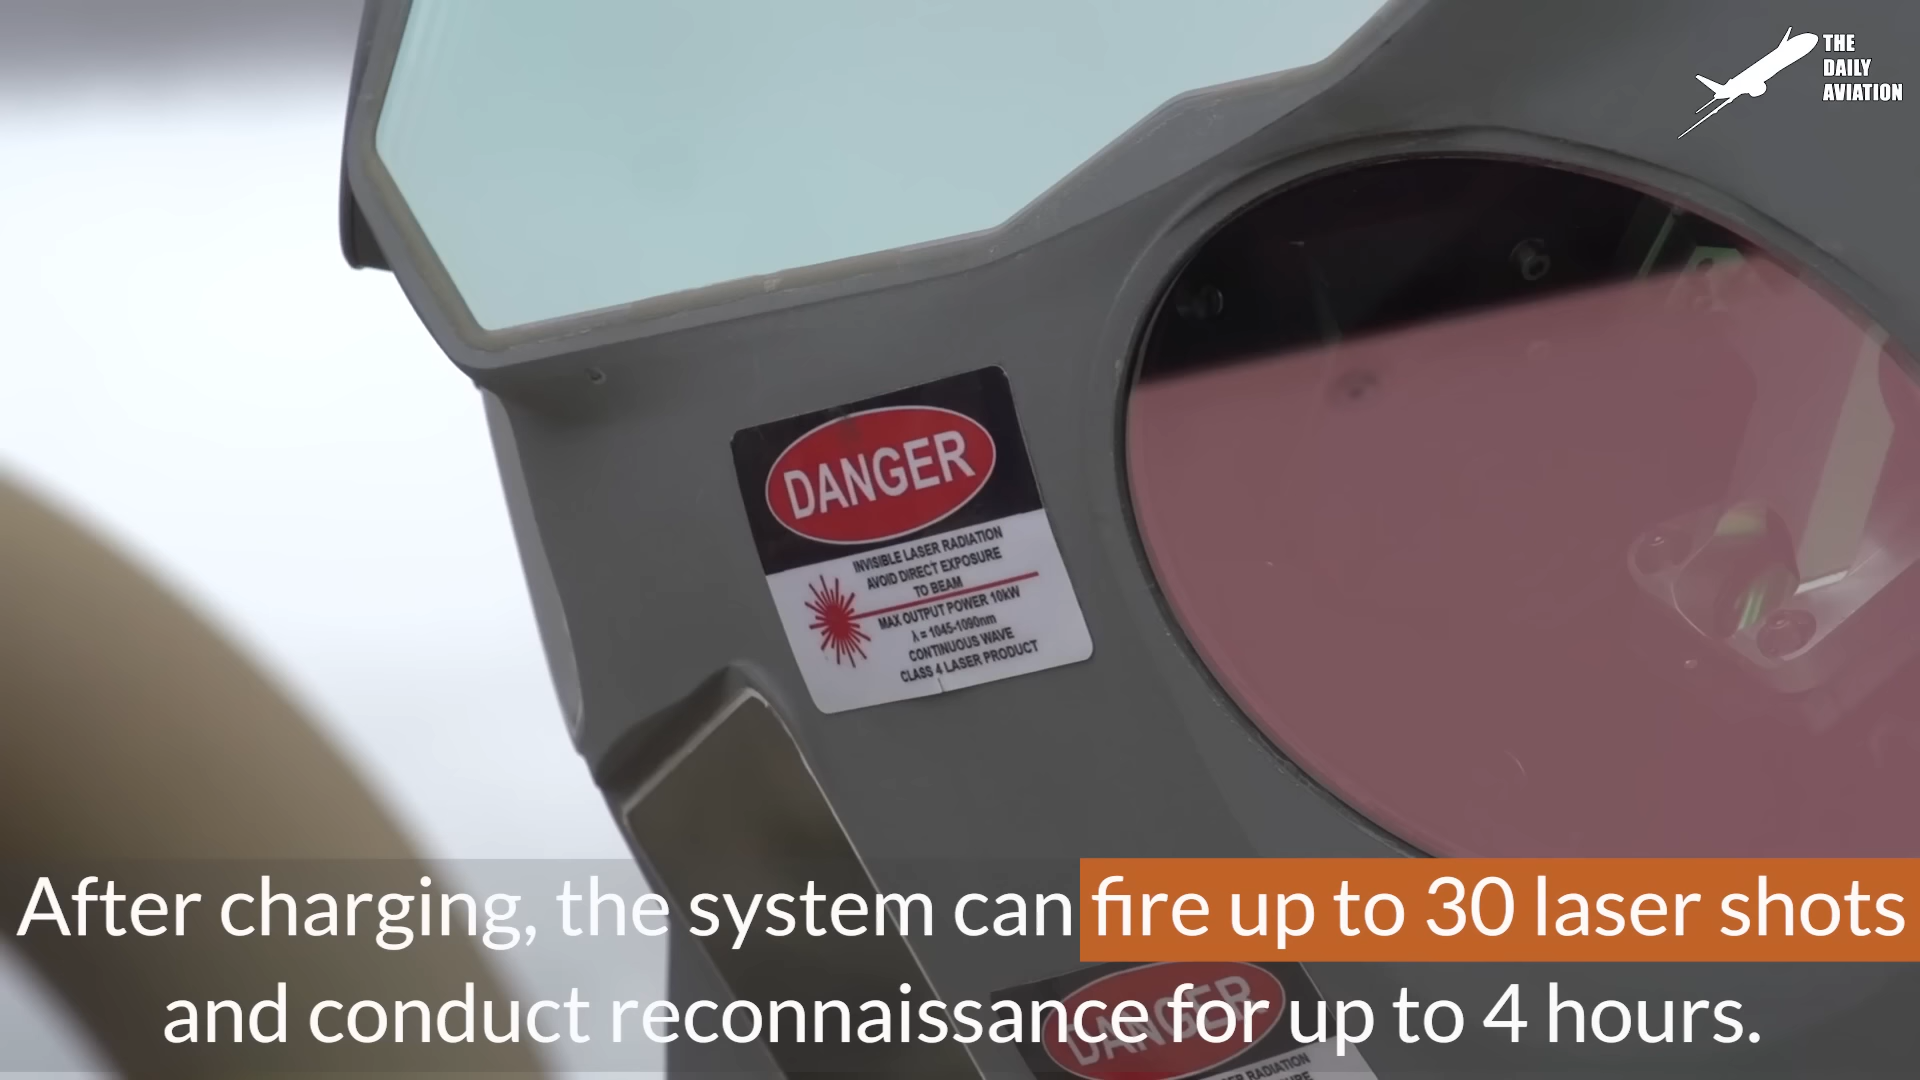 THE
DAILY
AVIATION
DANGER
INVISIBLE LASER RADIATION
AVOID DIRECT EXPOSURE
TO BEAM
MAX OUTPUT POWER 10kW
λ = 1045-1090nm
CONTINUOUS WAVE
CLASS 4 LASER PRODUCT
After charging, the system can fire up to 30 laser shots
and conduct reconnaissance for up to 4 hours.
DANGER
RADIATION